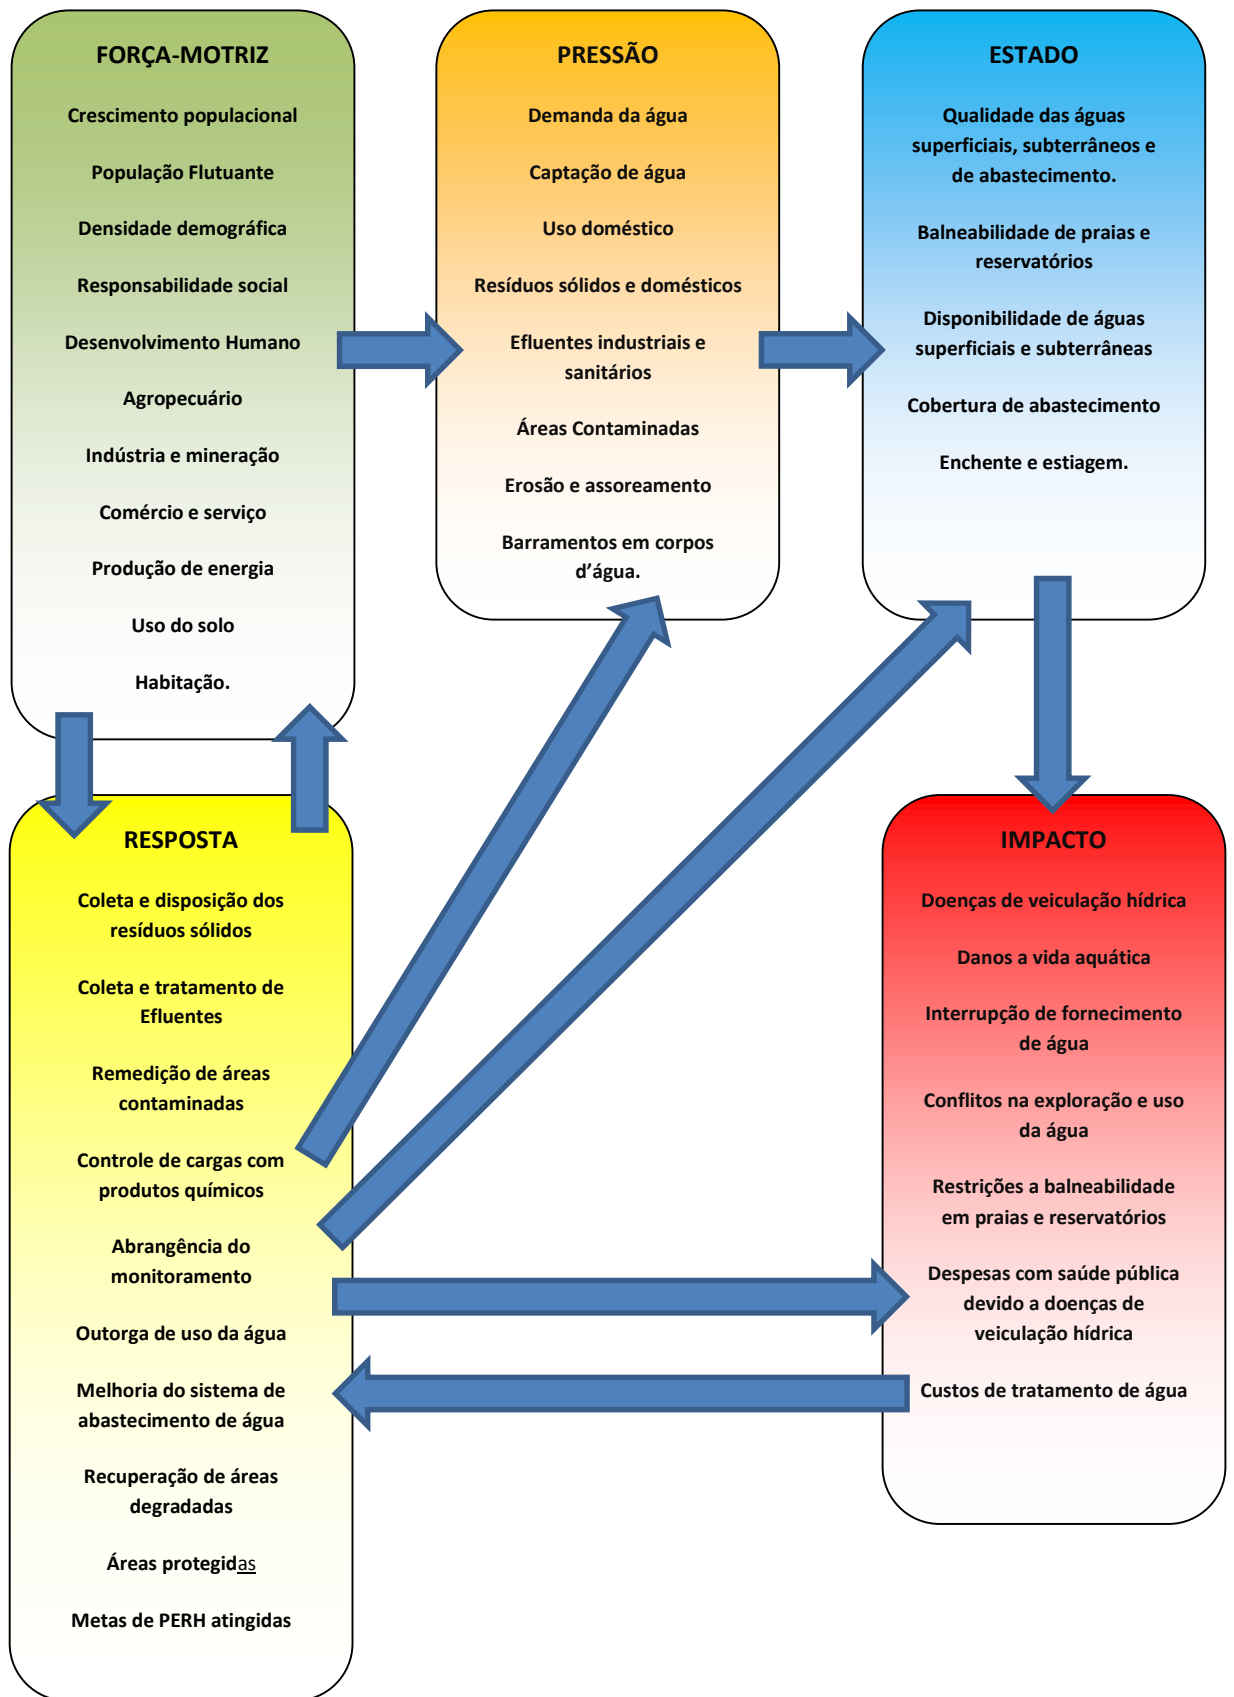 FORÇA-MOTRIZ
Crescimento populacional
População Flutuante
Densidade demográfica
Responsabilidade social
Desenvolvimento Humano
Agropecuário
Indústria e mineração
Comércio e serviço
Produção de energia
Uso do solo
Habitação.
PRESSÃO
Demanda da água
Captação de água
Uso doméstico
Resíduos sólidos e domésticos
Efluentes industriais e
sanitários
Áreas Contaminadas
Erosão e assoreamento
Barramentos em corpos
d’água.
ESTADO
Qualidade das águas
superficiais, subterrâneos e
de abastecimento.
Balneabilidade de praias e
reservatórios
Disponibilidade de águas
superficiais e subterrâneas
Cobertura de abastecimento
Enchente e estiagem.
RESPOSTA
Coleta e disposição dos
resíduos sólidos
Coleta e tratamento de
Efluentes
Remedição de áreas
contaminadas
Controle de cargas com
produtos químicos
Abrangência do
monitoramento
Outorga de uso da água
Melhoria do sistema de
abastecimento de água
Recuperação de áreas
degradadas
Áreas protegidas
Metas de PERH atingidas
IMPACTO
Doenças de veiculação hídrica
Danos a vida aquática
Interrupção de fornecimento
de água
Conflitos na exploração e uso
da água
Restrições a balneabilidade
em praias e reservatórios
Despesas com saúde pública
devido a doenças de
veiculação hídrica
Custos de tratamento de água